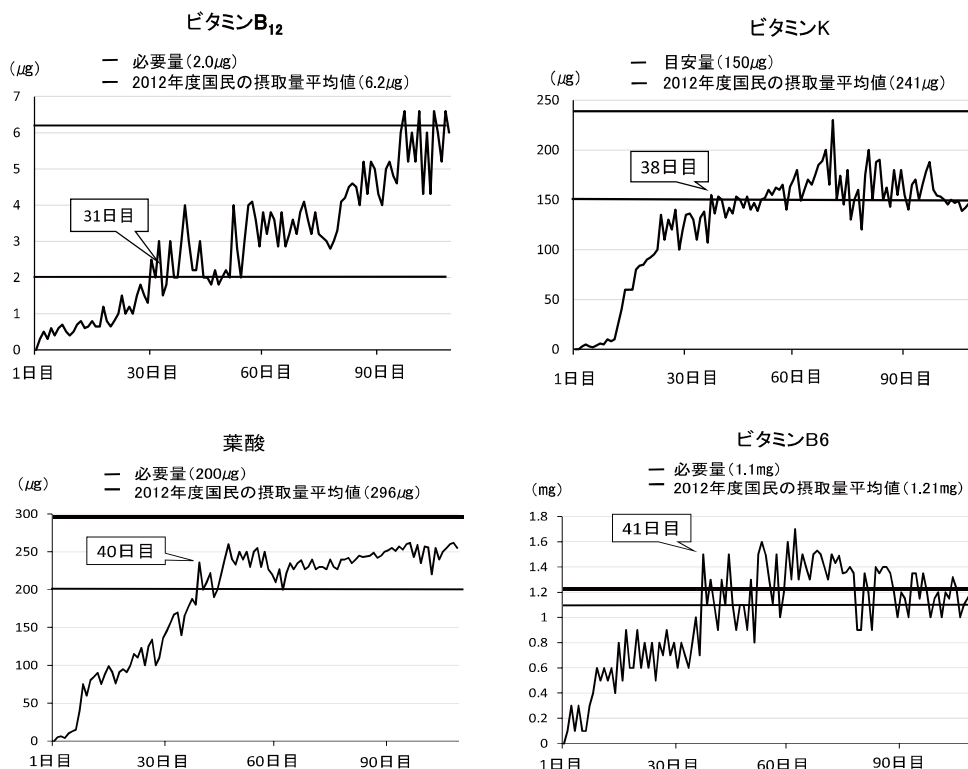 ビタミンB₁₂
必要量(2.0㎍)
2012年度国民の摂取量平均値(6.2㎍)
(㎍)
7
6
5
4
3
2
1
0
31日目
1日目 30日目 60日目 90日目
ビタミンK
目安量(150㎍)
2012年度国民の摂取量平均値(241㎍)
(㎍)
250
200
150
100
50
0
38日目
1日目 30日目 60日目 90日目
葉酸
必要量(200㎍)
2012年度国民の摂取量平均値(296㎍)
(㎍)
300
250
200
150
100
50
0
40日目
1日目 30日目 60日目 90日目
ビタミンB6
必要量(1.1mg)
2012年度国民の摂取量平均値(1.21mg)
(mg)
1.8
1.6
1.4
1.2
1
0.8
0.6
0.4
0.2
0
41日目
1日目 30日目 60日目 90日目